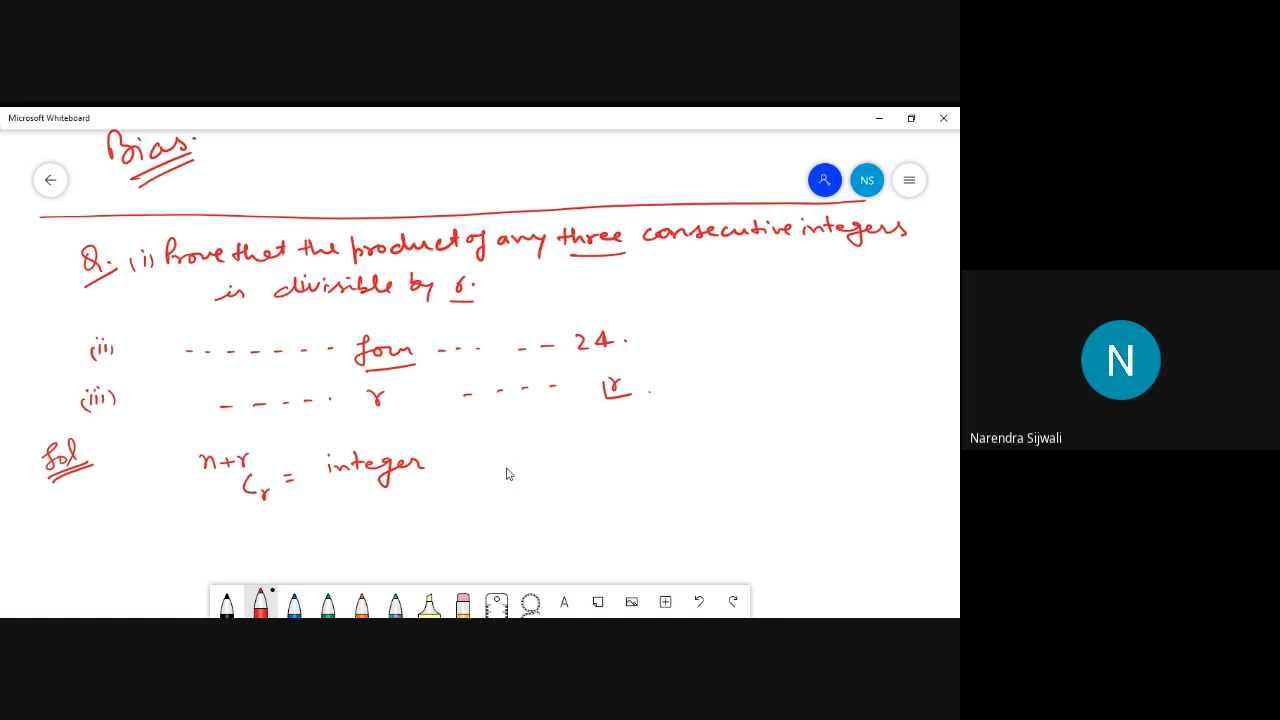 Microsoft Whiteboard
Bias.
NS
Q. (i) Prove that the product of any three consecutive integers
is divisible by 6.
(ii) - - - - - - - four - - - - - - 24.
(iii) - - - - - r - - - - ⌊r .
Sol n+r
C r = integer
A
N
Narendra Sijwali